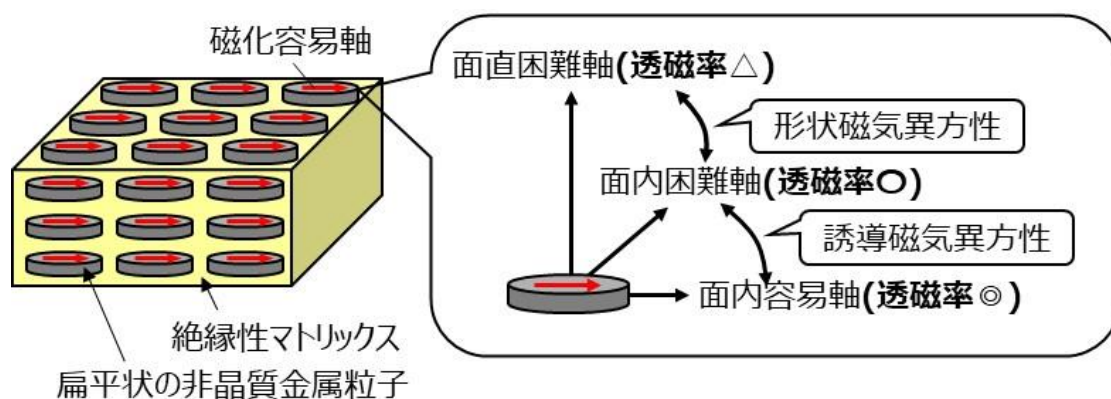 磁化容易軸
面直困難軸(透磁率△)
形状磁気異方性
面内困難軸(透磁率〇)
誘導磁気異方性
面内容易軸(透磁率◎)
絶縁性マトリックス
扁平状の非晶質金属粒子